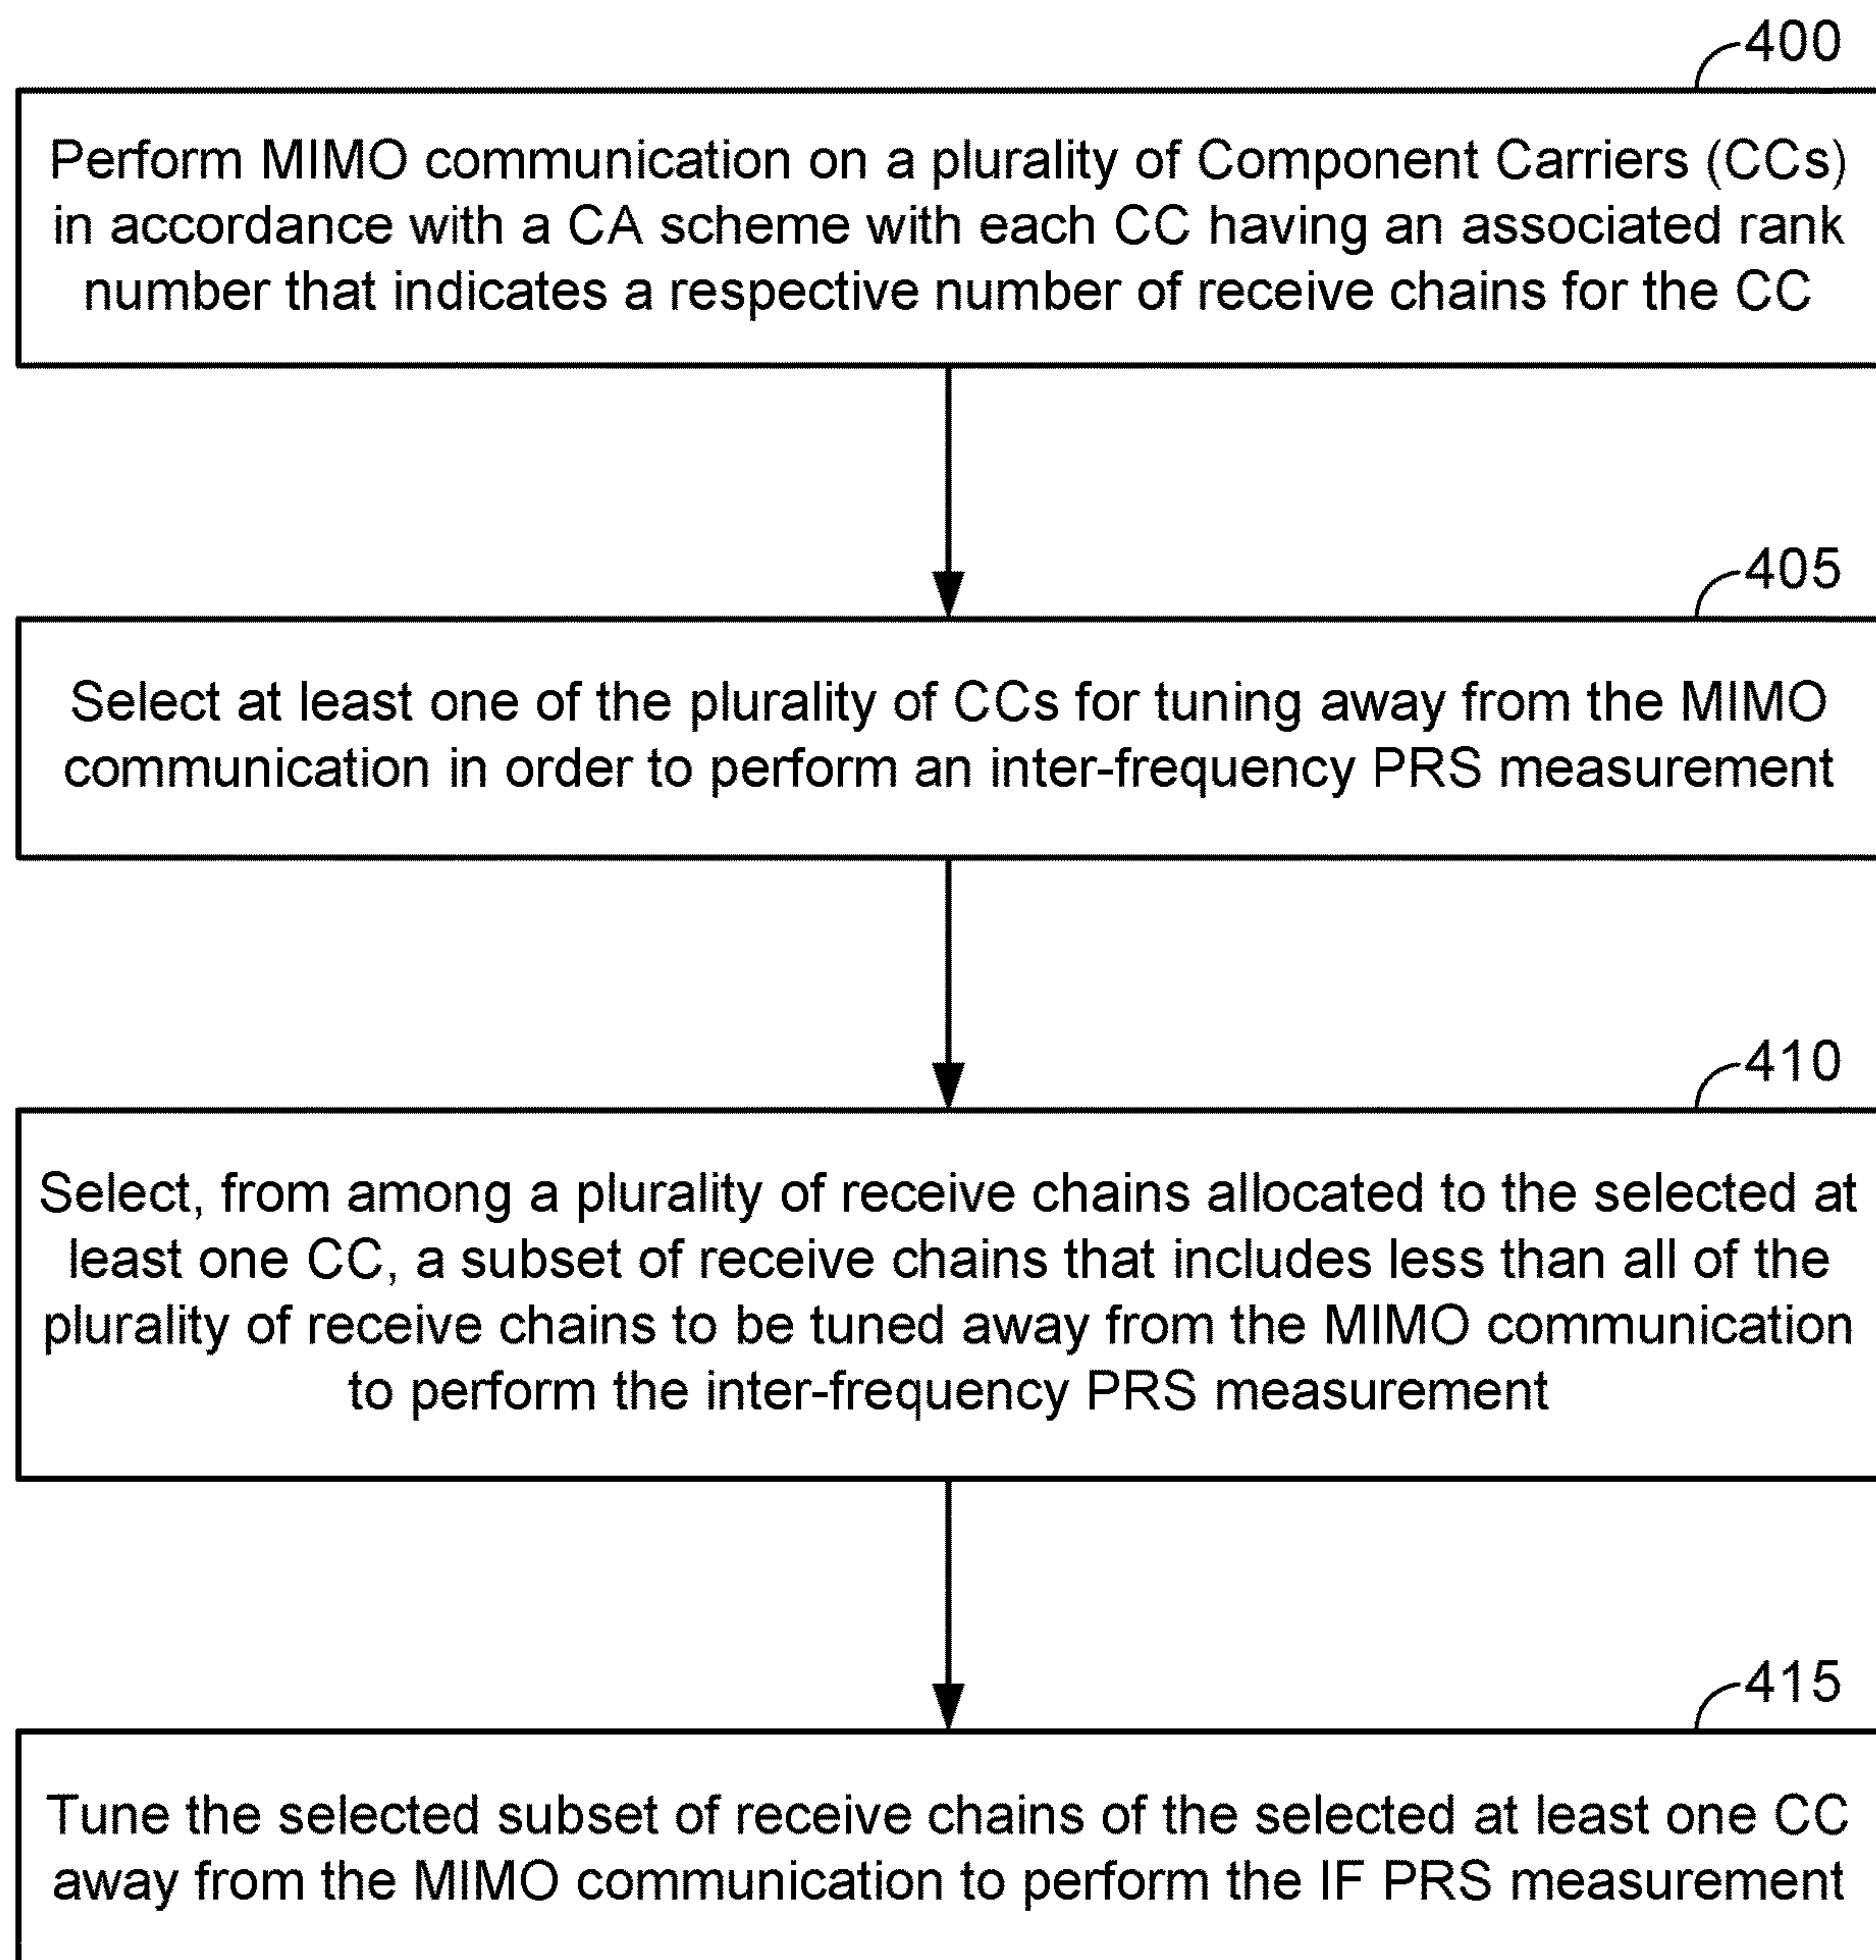 400
Perform MIMO communication on a plurality of Component Carriers (CCs)
in accordance with a CA scheme with each CC having an associated rank
number that indicates a respective number of receive chains for the CC
405
Select at least one of the plurality of CCs for tuning away from the MIMO
communication in order to perform an inter-frequency PRS measurement
410
Select, from among a plurality of receive chains allocated to the selected at
least one CC, a subset of receive chains that includes less than all of the
plurality of receive chains to be tuned away from the MIMO communication
to perform the inter-frequency PRS measurement
415
Tune the selected subset of receive chains of the selected at least one CC
away from the MIMO communication to perform the IF PRS measurement